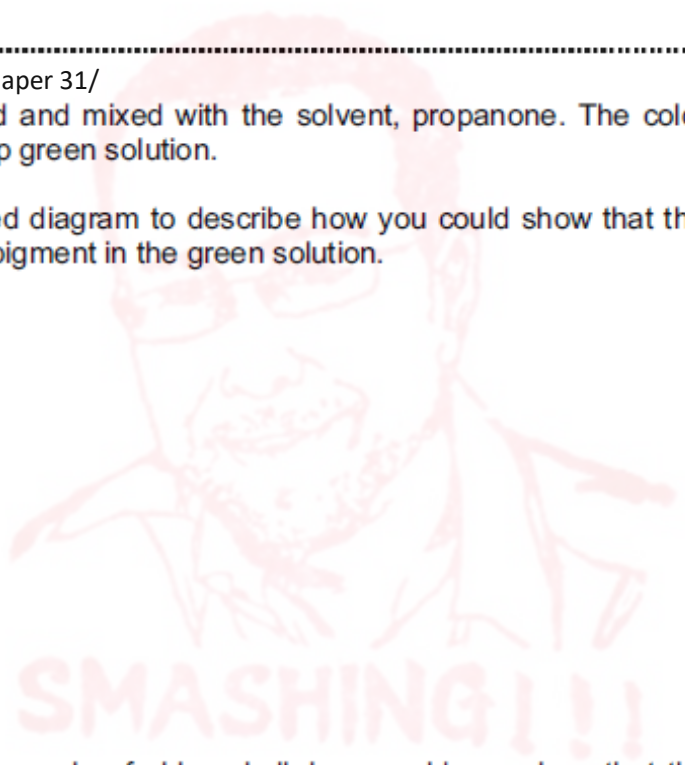 aper 31/
d and mixed with the solvent, propanone. The colo
p green solution.
ed diagram to describe how you could show that th
pigment in the green solution.
SMASHING!!!